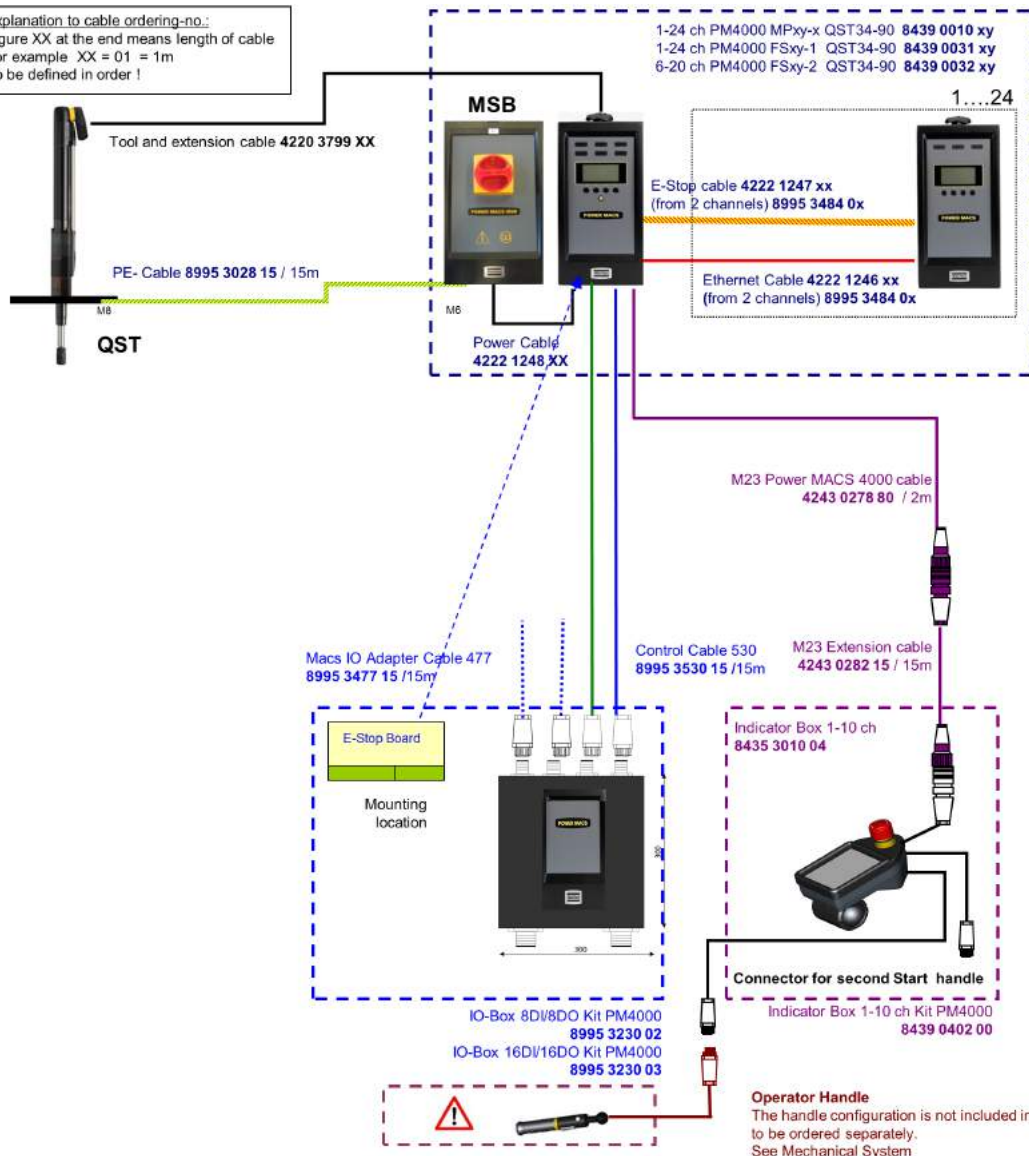 xplanation to cable ordering-no.:
gure XX at the end means length of cable
or example XX = 01 = 1m
o be defined in order !
1-24 ch PM4000 MPxy-x QST34-90 8439 0010 xy
1-24 ch PM4000 FSxy-1 QST34-90 8439 0031 xy
6-20 ch PM4000 FSxy-2 QST34-90 8439 0032 xy
1....24
MSB
Tool and extension cable 4220 3799 XX
POWER MACS
POWER MACS
E-Stop cable 4222 1247 xx
(from 2 channels) 8995 3484 0x
PE- Cable 8995 3028 15 / 15m
Ethernet Cable 4222 1246 xx
(from 2 channels) 8995 3484 0x
M8
M6
QST
Power Cable
4222 1248 XX
M23 Power MACS 4000 cable
4243 0278 80 / 2m
Macs IO Adapter Cable 477
8995 3477 15 /15m
Control Cable 530
8995 3530 15 /15m
M23 Extension cable
4243 0282 15 / 15m
Indicator Box 1-10 ch
8435 3010 04
E-Stop Board
Mounting
location
POWER MACS
300
300
Connector for second Start handle
IO-Box 8DI/8DO Kit PM4000
8995 3230 02
IO-Box 16DI/16DO Kit PM4000
8995 3230 03
Indicator Box 1-10 ch Kit PM4000
8439 0402 00
Operator Handle
The handle configuration is not included in
to be ordered separately.
See Mechanical System